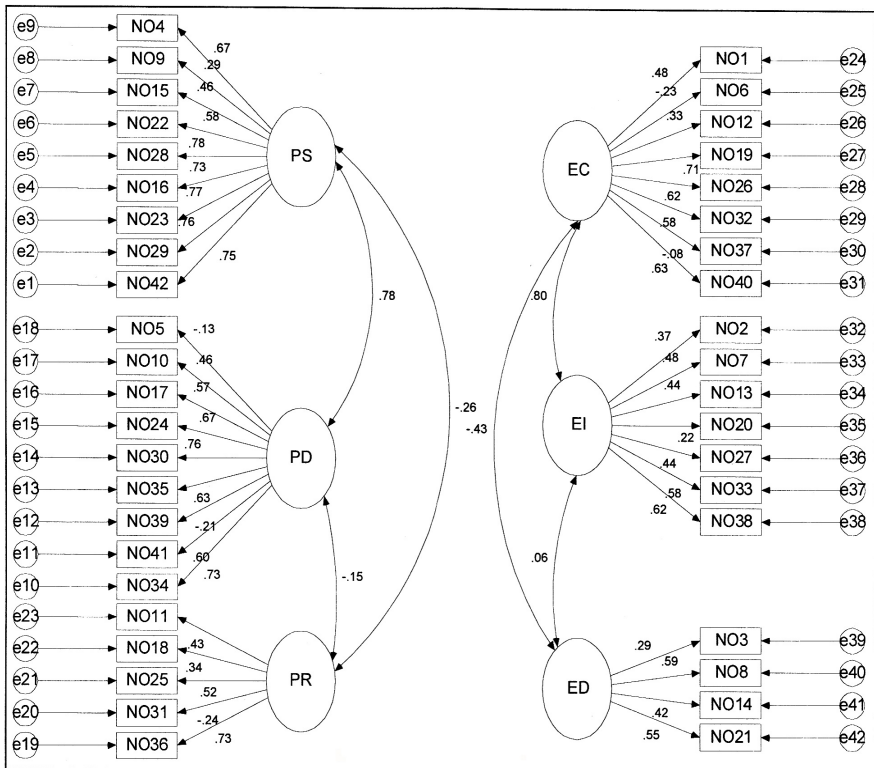 e9 NO4
.67
e8 NO9
.29
e7 NO15
.46
e6 NO22
.58
e5 NO28
.78
PS
e4 NO16
.73
e3 NO23
.77
e2 NO29
.76
e1 NO42
.75
.78
e18 NO5
-.13
e17 NO10
.46
e16 NO17
.57
e15 NO24
.67
e14 NO30
.76
PD
e13 NO35
.63
e12 NO39
-.21
e11 NO41
.60
e10 NO34
.73
-.15
-.26
e23 NO11
e22 NO18
.43
e21 NO25
.34
PR
e20 NO31
.52
e19 NO36
-.24
.73
NO1 e24
.48
NO6 e25
-.23
NO12 e26
.33
EC
NO19 e27
.71
NO26 e28
.62
NO32 e29
.58
NO37 e30
-.08
NO40 e31
.63
.80
-.43
NO2 e32
.37
NO7 e33
.48
NO13 e34
.44
EI
NO20 e35
.22
NO27 e36
.44
NO33 e37
.58
NO38 e38
.62
.06
NO3 e39
.29
NO8 e40
.59
ED
NO14 e41
.42
NO21 e42
.55